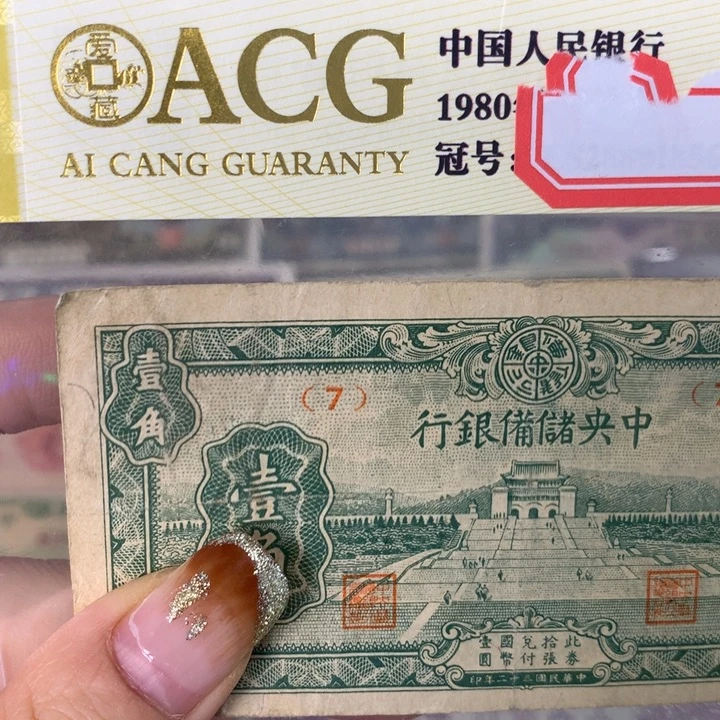 爱
藏
ACG
AI CANG GUARANTY
中国人民银行
1980
冠号:
壹角
(7)
中央儲備銀行
壹
此券拾張兌付國幣壹圓
中華民國三十二年印